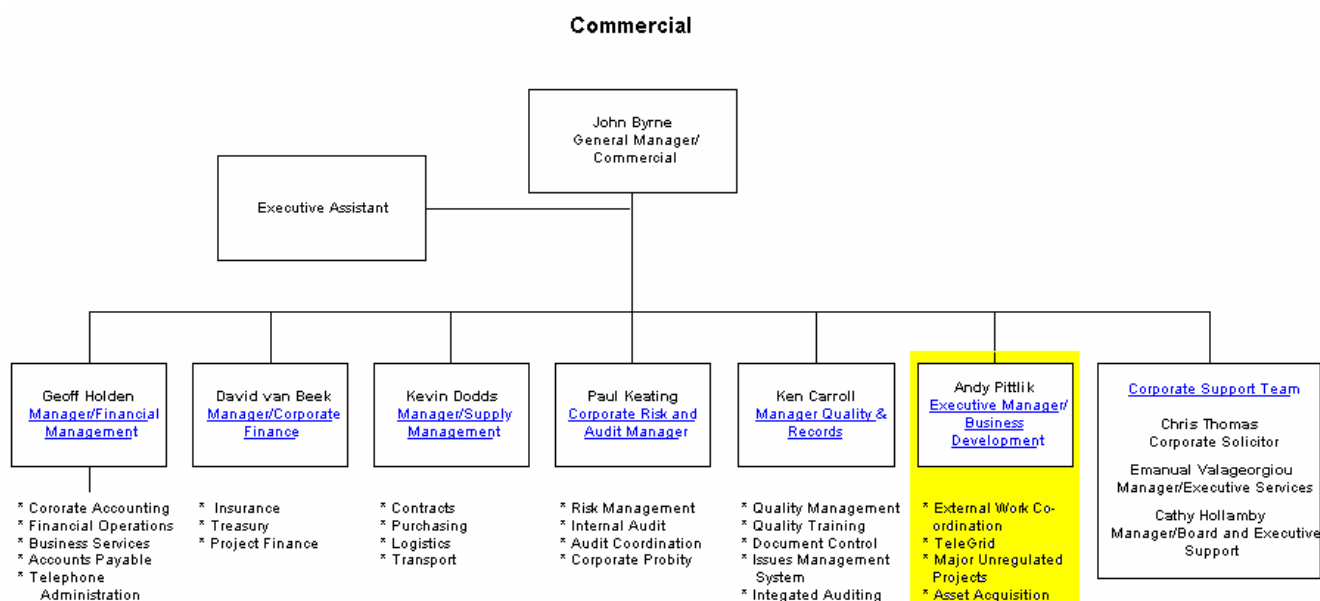 Commercial
John Byrne
General Manager/
Commercial
Executive Assistant
Geoff Holden
Manager/Financial
Management
* Cororate Accounting
* Financial Operations
* Business Services
* Accounts Payable
* Telephone
Administration
David van Beek
Manager/Corporate
Finance
* Insurance
* Treasury
* Project Finance
Kevin Dodds
Manager/Supply
Management
* Contracts
* Purchasing
* Logistics
* Transport
Paul Keating
Corporate Risk and
Audit Manager
* Risk Management
* Internal Audit
* Audit Coordination
* Corporate Probity
Ken Carroll
Manager Quality &
Records
* Quality Management
* Quality Training
* Document Control
* Issues Management
System
* Integated Auditing
Andy Pittlik
Executive Manager/
Business
Development
* External Work Co-
ordination
* TeleGrid
* Major Unregulated
Projects
* Asset Acquisition
Corporate Support Team
Chris Thomas
Corporate Solicitor
Emanual Valageorgiou
Manager/Executive Services
Cathy Hollamby
Manager/Board and Executive
Support